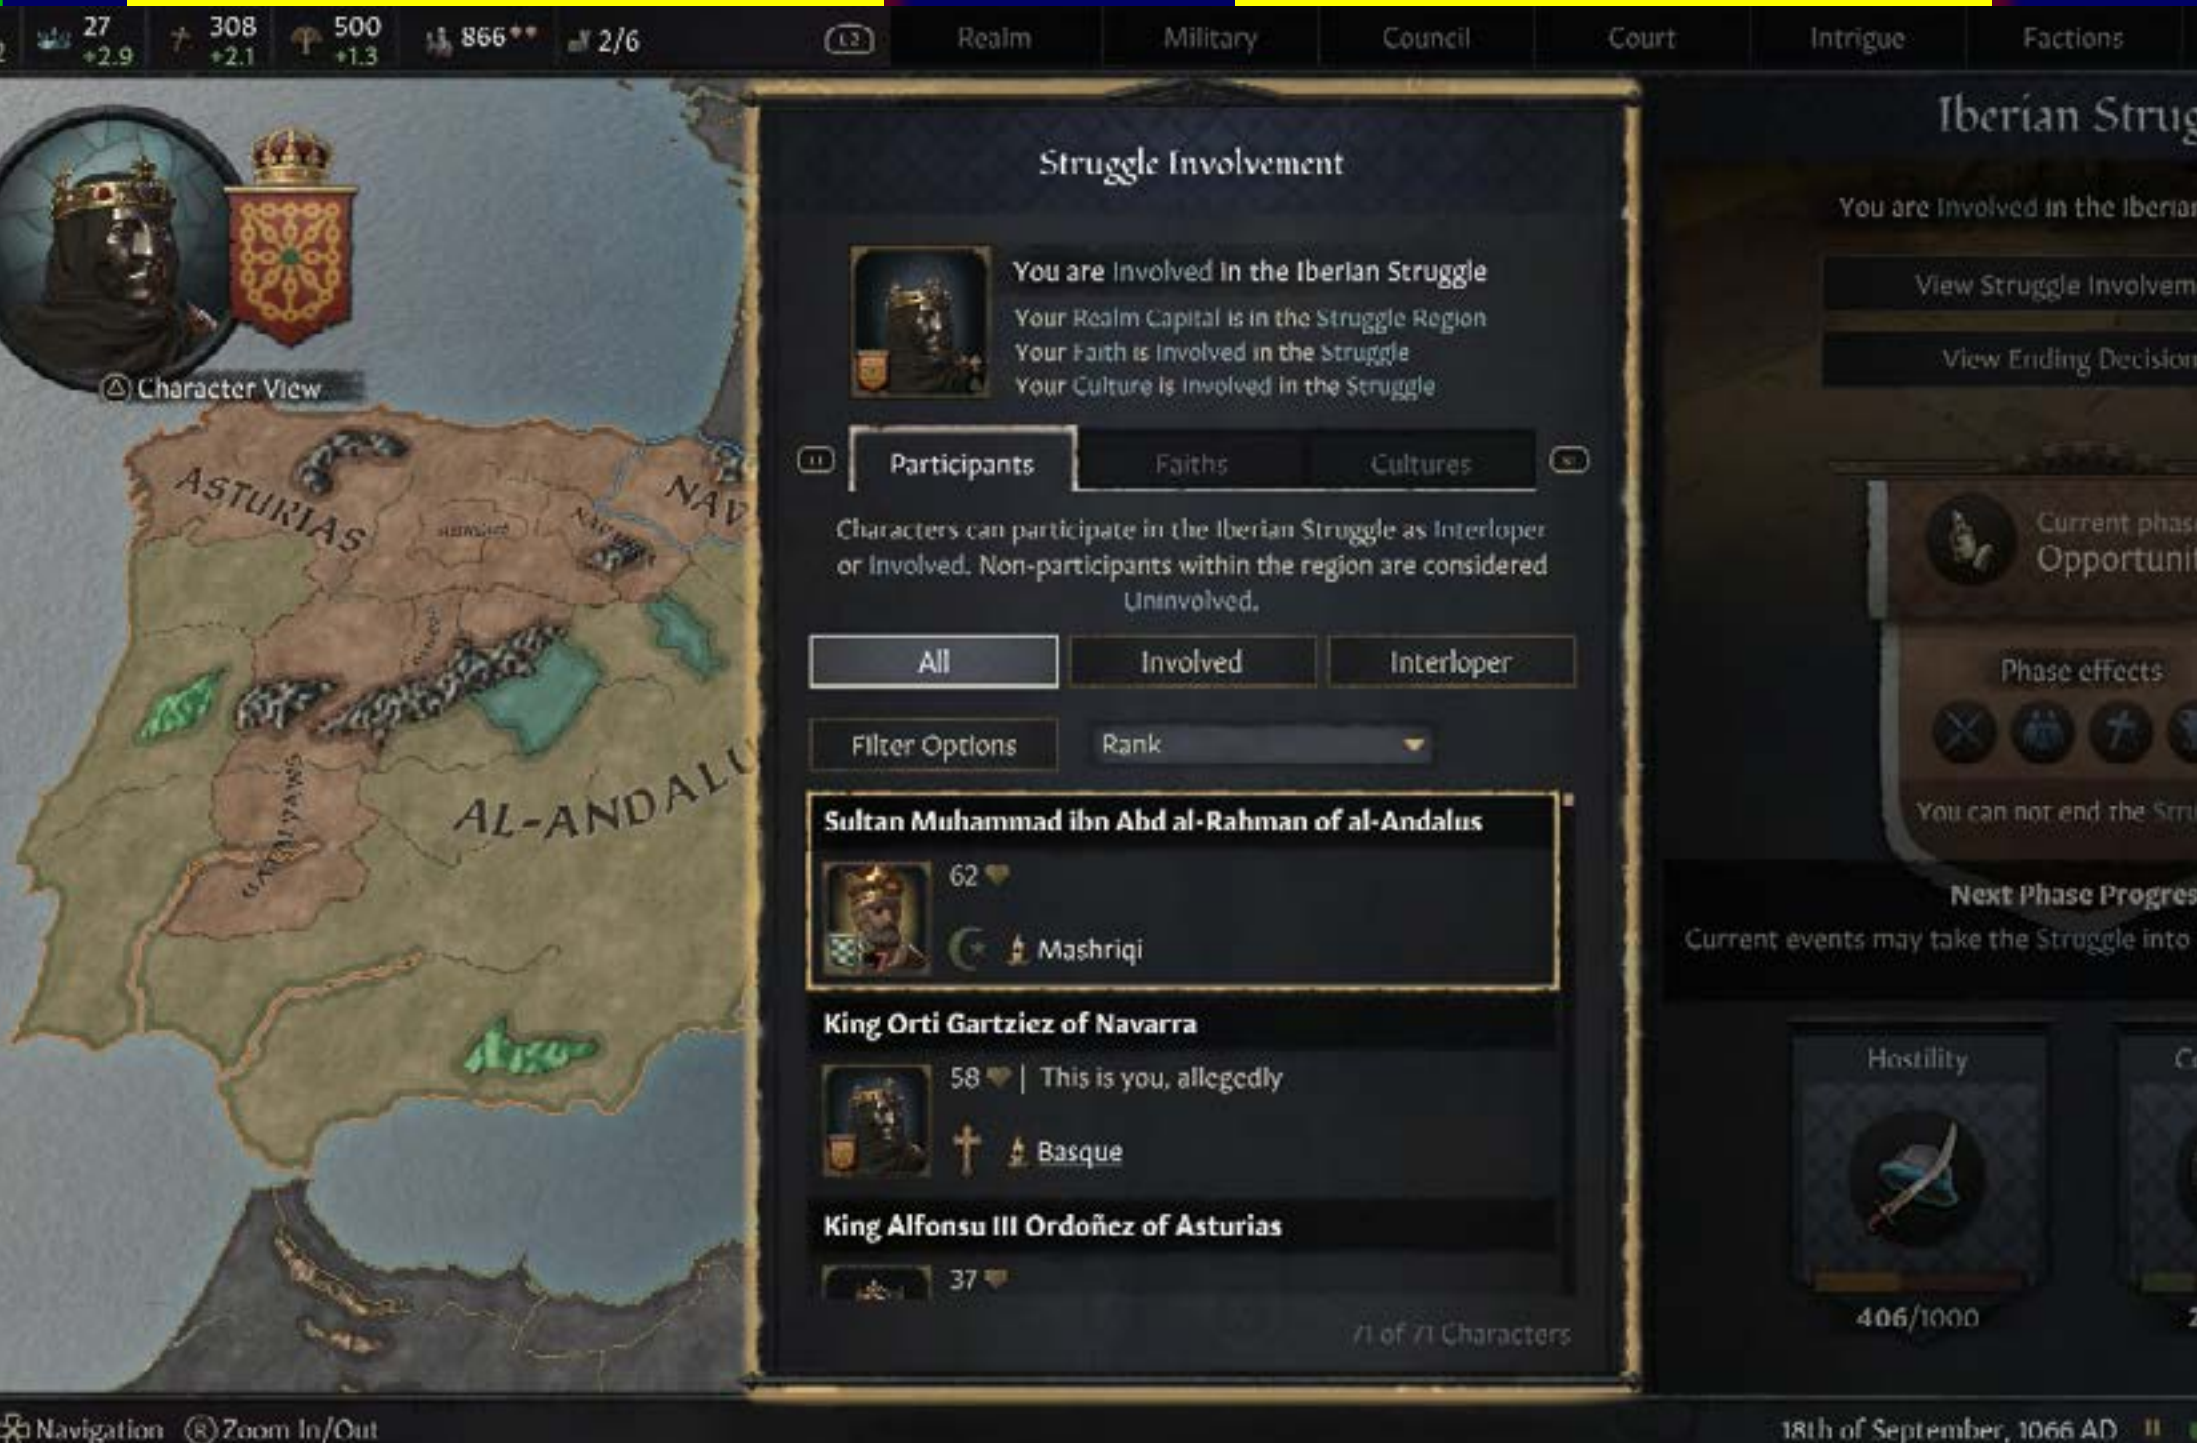 27
+2.9
308
+2.1
500
+1.3
866
2/6
L2
Realm
Military
Council
Court
Intrigue
Factions
Character View
ASTURIAS
NAV
AL-ANDALU
Struggle Involvement
You are Involved in the Iberian Struggle
Your Realm Capital is in the Struggle Region
Your Faith is Involved in the Struggle
Your Culture is Involved in the Struggle
Participants
Faiths
Cultures
Characters can participate in the Iberian Struggle as Interloper
or Involved. Non-participants within the region are considered
Uninvolved.
All
Involved
Interloper
Filter Options
Rank
Sultan Muhammad ibn Abd al-Rahman of al-Andalus
62
Mashriqi
King Orti Gartziez of Navarra
58 | This is you, allegedly
Basque
King Alfonsu III Ordoñez of Asturias
37
71 of 71 Characters
Iberian Strug
You are Involved in the Iberian
View Struggle Involvem
View Ending Decision
Current phas
Opportuni
Phase effects
You can not end the Stru
Next Phase Progres
Current events may take the Struggle into
Hostility
406/1000
Navigation
R Zoom In/Out
18th of September, 1066 AD